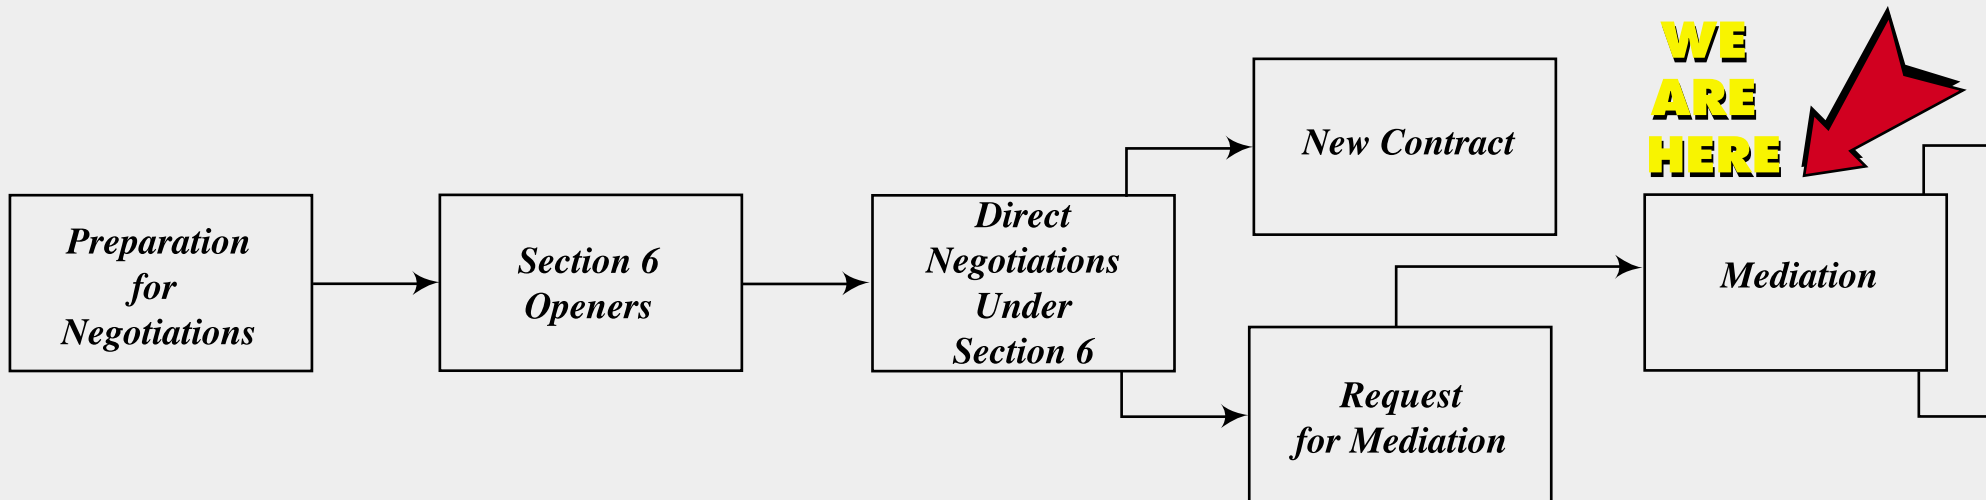 Preparation
for
Negotiations
Section 6
Openers
Direct
Negotiations
Under
Section 6
New Contract
Request
for Mediation
WE
ARE
HERE
Mediation